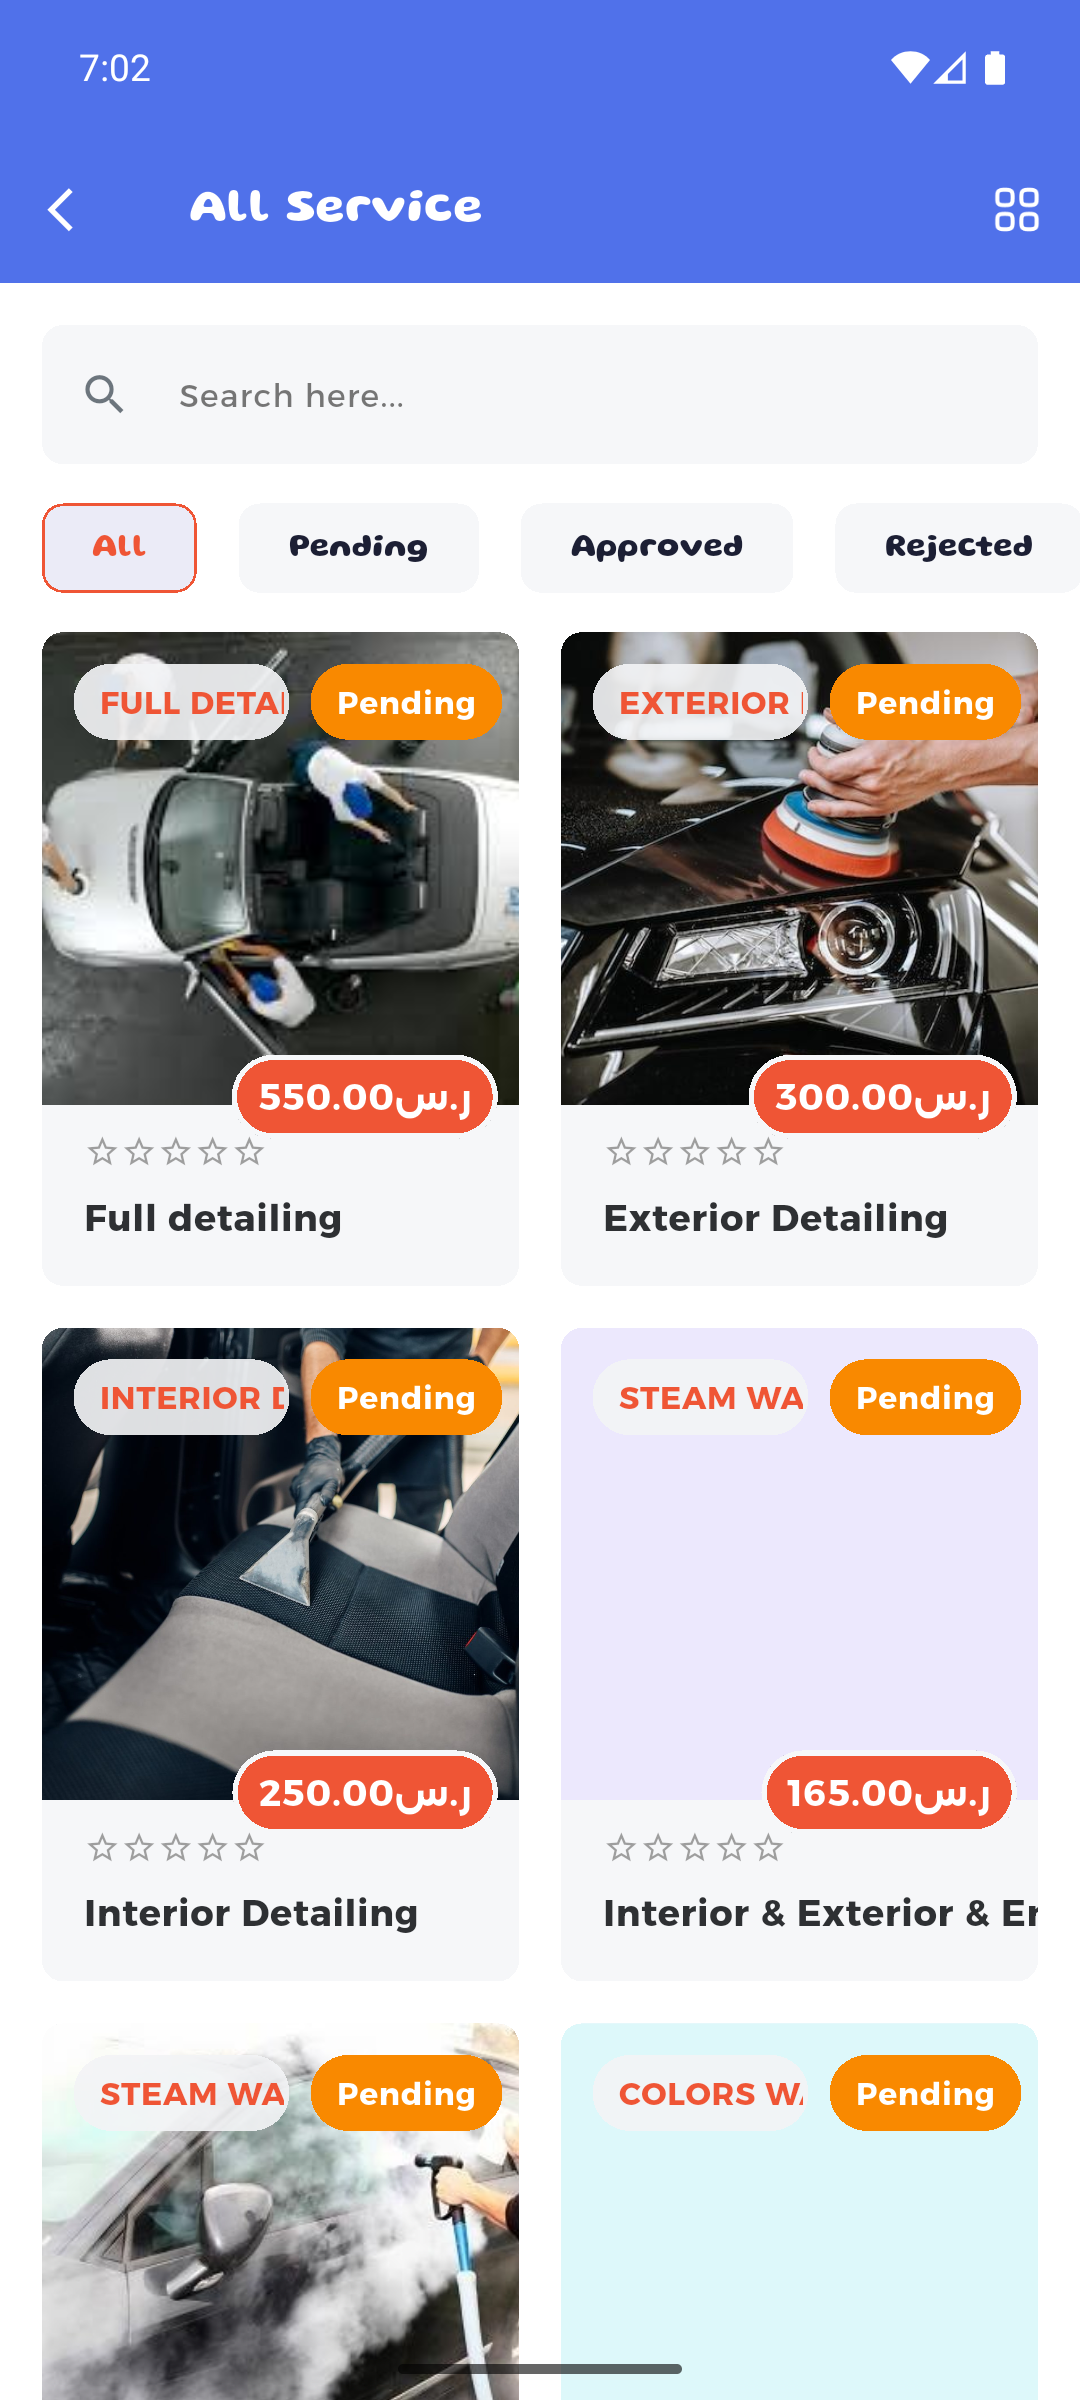 7:02
All Service
Search here...
All
Pending
Approved
Rejected
FULL DETAI
Pending
EXTERIOR
Pending
550.00ر.س
300.00ر.س
Full detailing
Exterior Detailing
INTERIOR D
Pending
STEAM WA
Pending
250.00ر.س
165.00ر.س
Interior Detailing
Interior & Exterior & En
STEAM WA
Pending
COLORS WA
Pending